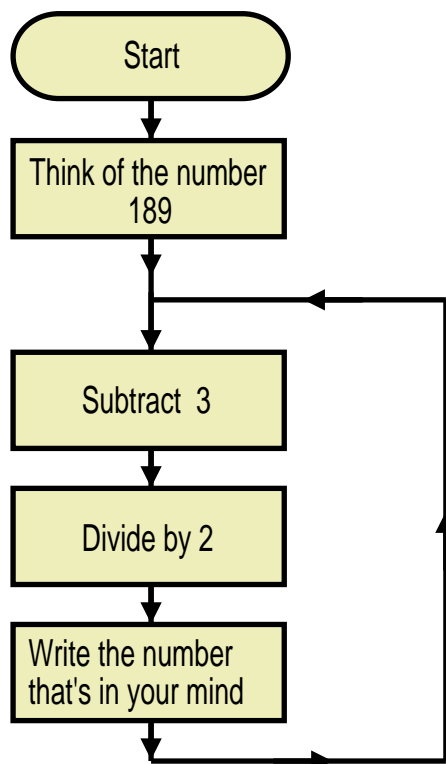 Start
Think of the number
189
Subtract  3
Divide by 2
Write the number
that's in your mind